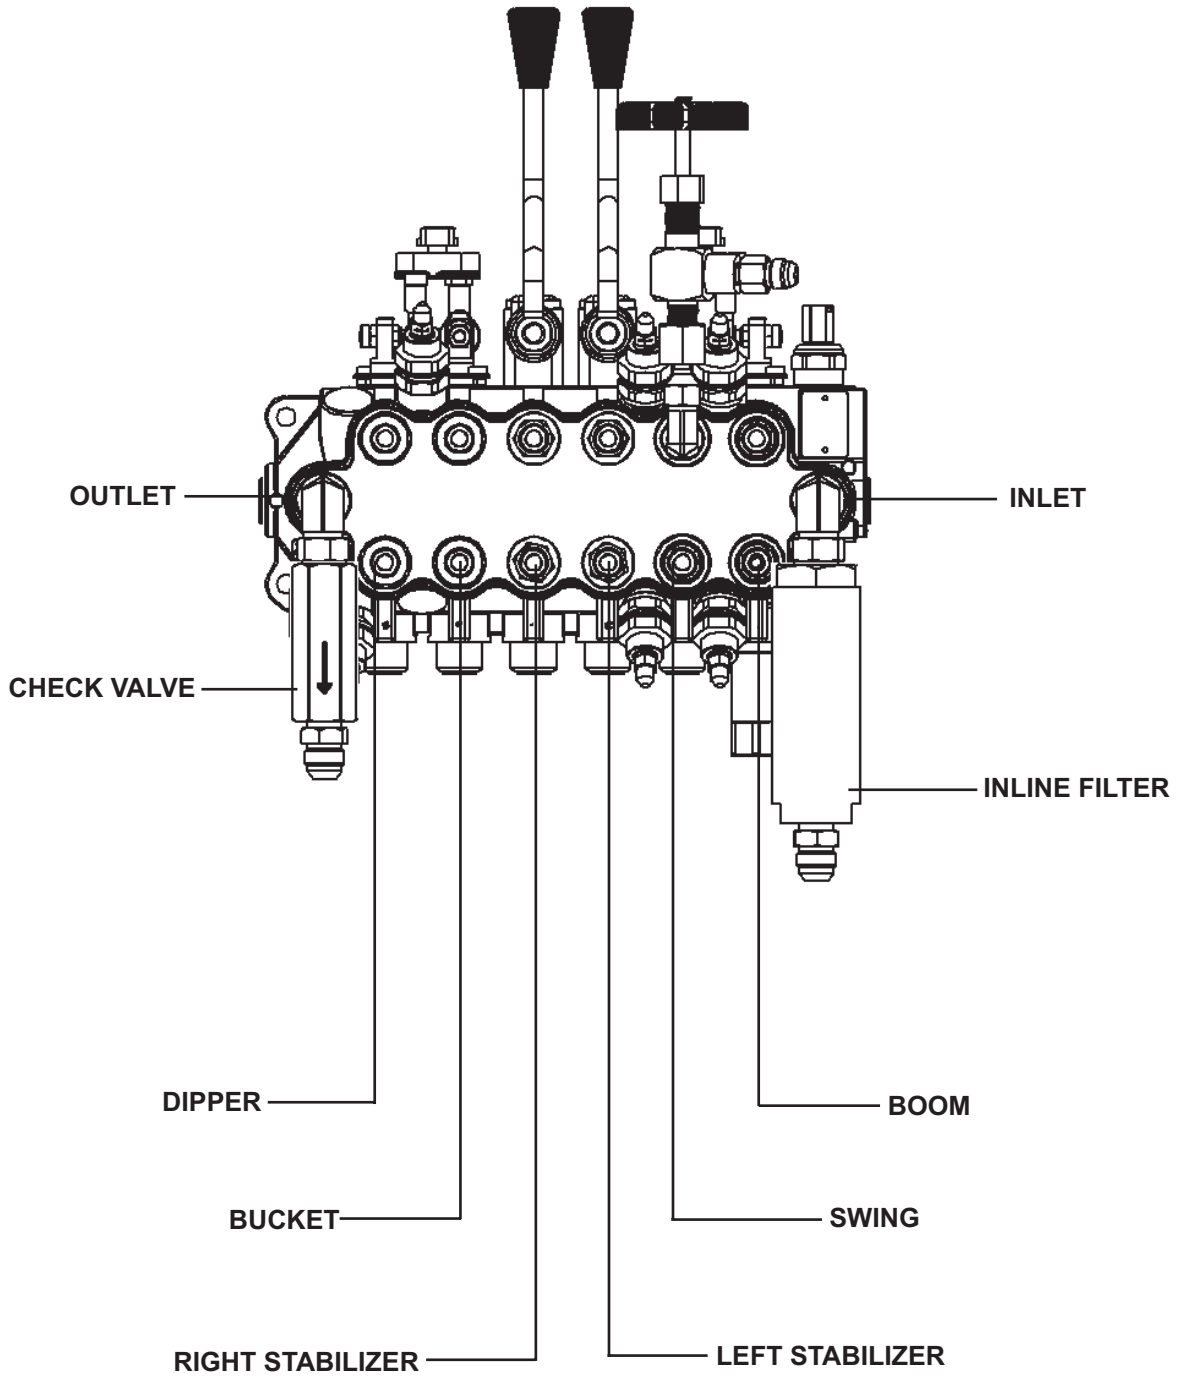 OUTLET
INLET
CHECK VALVE
INLINE FILTER
DIPPER
BOOM
BUCKET
SWING
RIGHT STABILIZER
LEFT STABILIZER